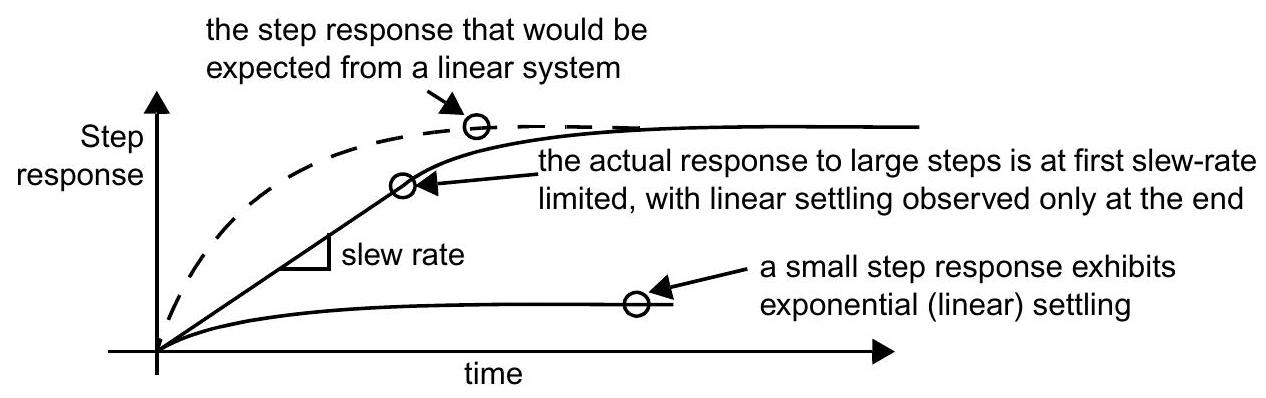 the step response that would be
expected from a linear system
Step
response
the actual response to large steps is at first slew-rate
limited, with linear settling observed only at the end
slew rate
a small step response exhibits
exponential (linear) settling
time